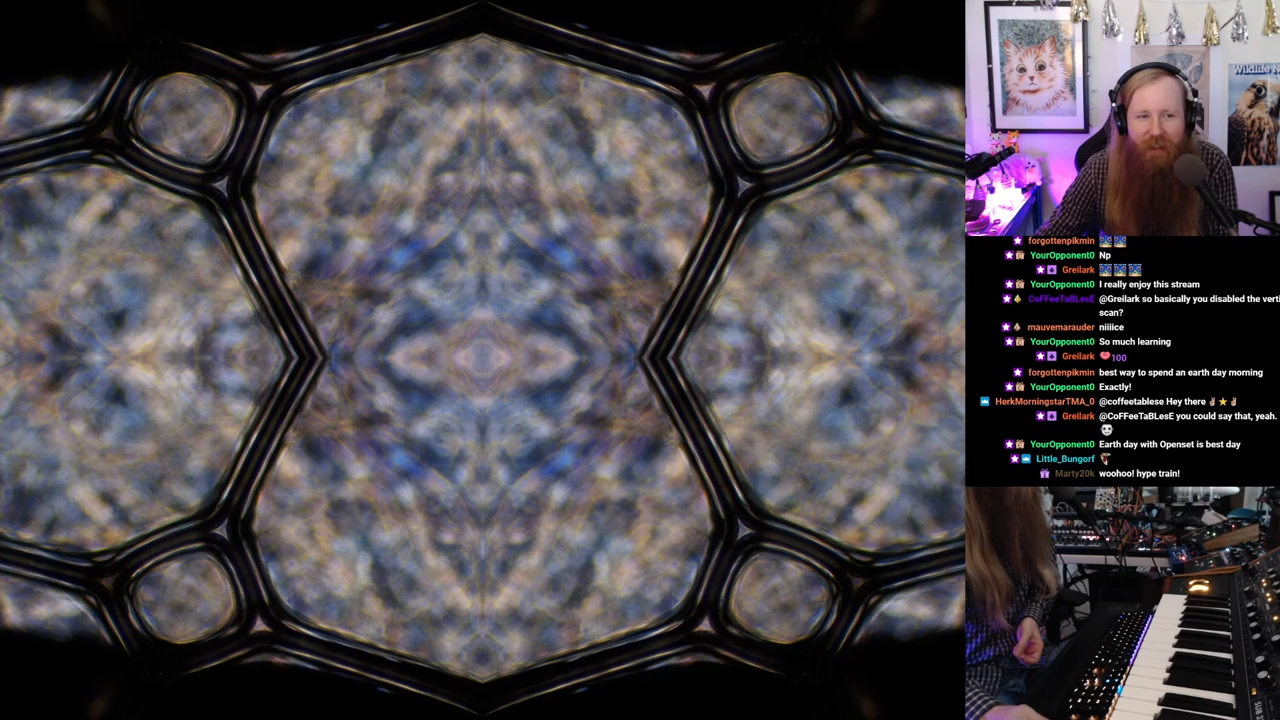 Wildlife N
forgottenpikmin
YourOpponent0 Np
Greilark
YourOpponent0 I really enjoy this stream
CoFFeeTaBLesE @Greilark so basically you disabled the verti
scan?
mauvemarauder niiiice
YourOpponent0 So much learning
Greilark 100
forgottenpikmin best way to spend an earth day morning
YourOpponent0 Exactly!
HerkMorningstarTMA_0 @coffeetablese Hey there
Greilark @CoFFeeTaBLesE you could say that, yeah.
YourOpponent0 Earth day with Openset is best day
Little_Bungorf
Marty20k woohoo! hype train!